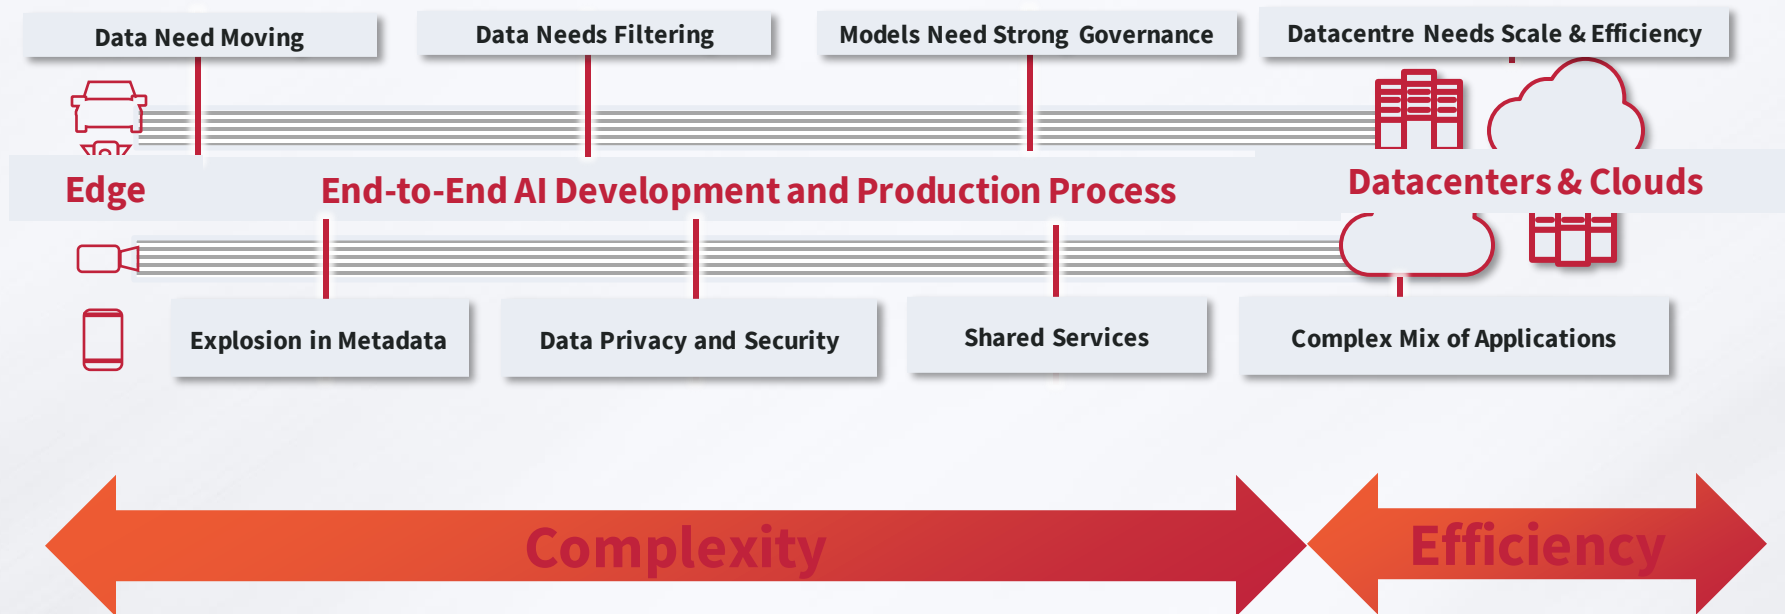 Data Need Moving
Data Needs Filtering
Models Need Strong Governance
Datacentre Needs Scale & Efficiency
Edge
End-to-End AI Development and Production Process
Datacenters & Clouds
Explosion in Metadata
Data Privacy and Security
Shared Services
Complex Mix of Applications
Complexity
Efficiency